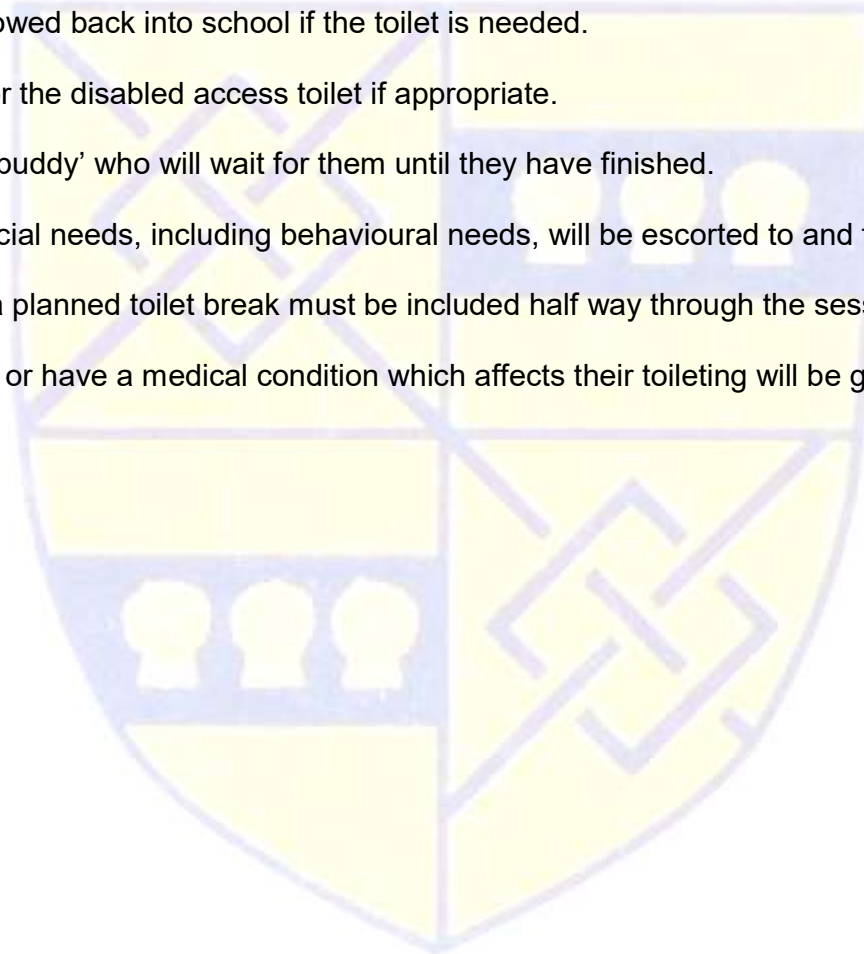 owed back into school if the toilet is needed.
r the disabled access toilet if appropriate.
buddy’ who will wait for them until they have finished.
cial needs, including behavioural needs, will be escorted to and
planned toilet break must be included half way through the ses
or have a medical condition which affects their toileting will be g